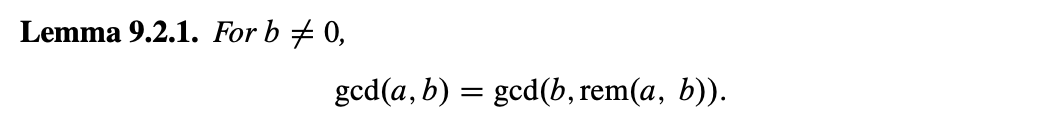 Lemma 9.2.1. For b ≠ 0,
gcd(a, b) = gcd(b, rem(a, b)).